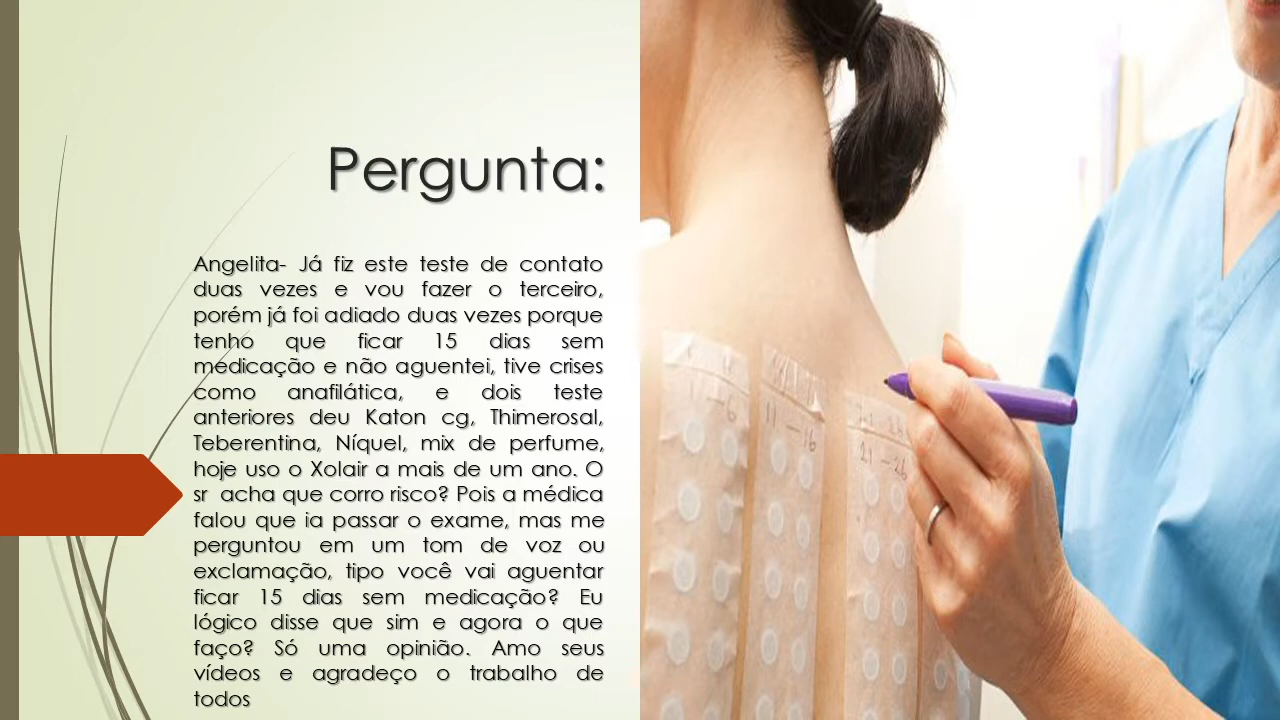 Pergunta:
Angelita- Já fiz este teste de contato
duas vezes e vou fazer o terceiro,
porém já foi adiado duas vezes porque
tenho que ficar 15 dias sem
médicação e não aguentei, tive crises
como anafilática, e dois teste
anteriores deu Katon cg, Thimerosal,
Teberentina, Níquel, mix de perfume,
hoje uso o Xolair a mais de um ano. O
sr acha que corro risco? Pois a médica
falou que ia passar o exame, mas me
perguntou em um tom de voz ou
exclamação, tipo você vai aguentar
ficar 15 dias sem medicação? Eu
lógico disse que sim e agora o que
faço? Só uma opinião. Amo seus
vídeos e agradeço o trabalho de
todos
11 – 16
21 – 26